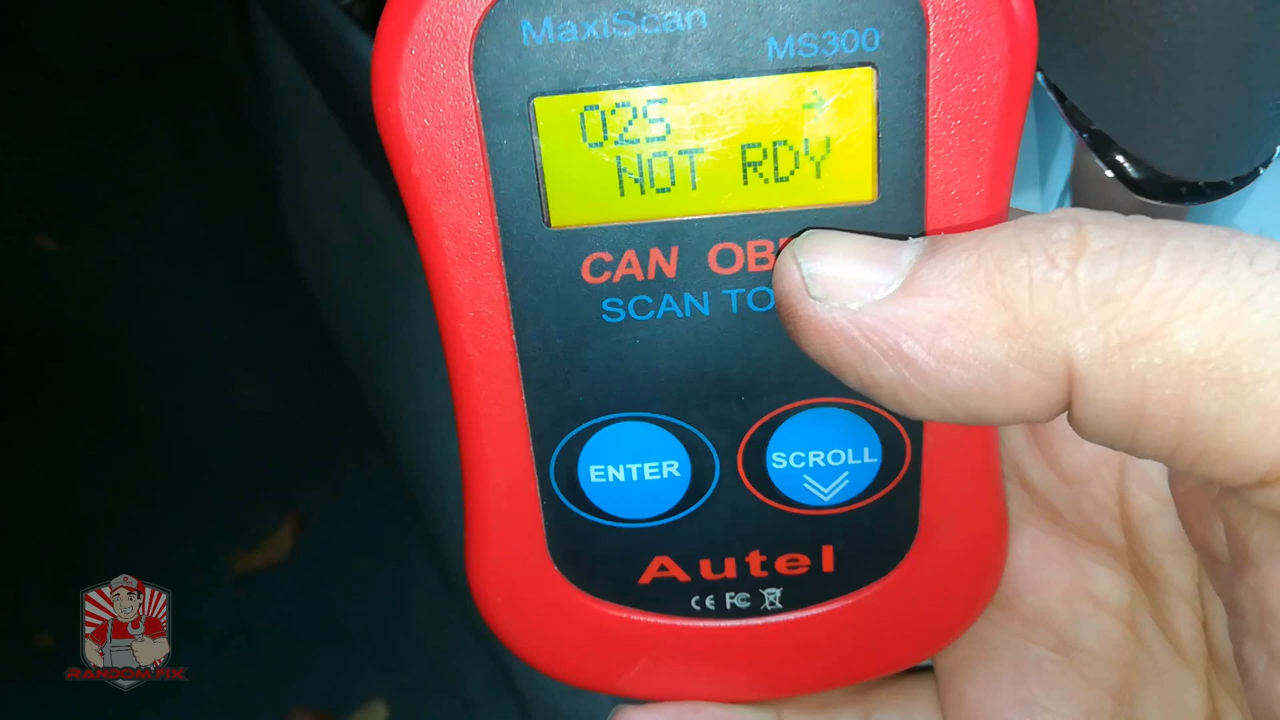 MaxiScan
MS300
O2S →
NOT RDY
CAN OB
SCAN TO
ENTER
SCROLL
Autel
CE FC
RANDOM FIX